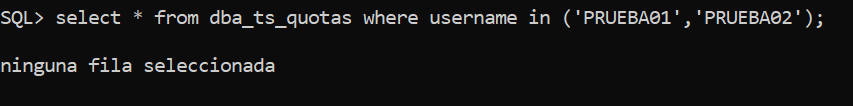 SQL> select * from dba_ts_quotas where username in ('PRUEBA01','PRUEBA02');
ninguna fila seleccionada